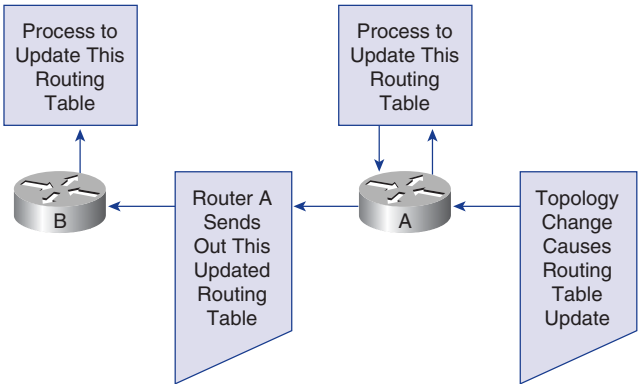 Process to
Update This
Routing
Table
Process to
Update This
Routing
Table
B
Router A
Sends
Out This
Updated
Routing
Table
A
Topology
Change
Causes
Routing
Table
Update